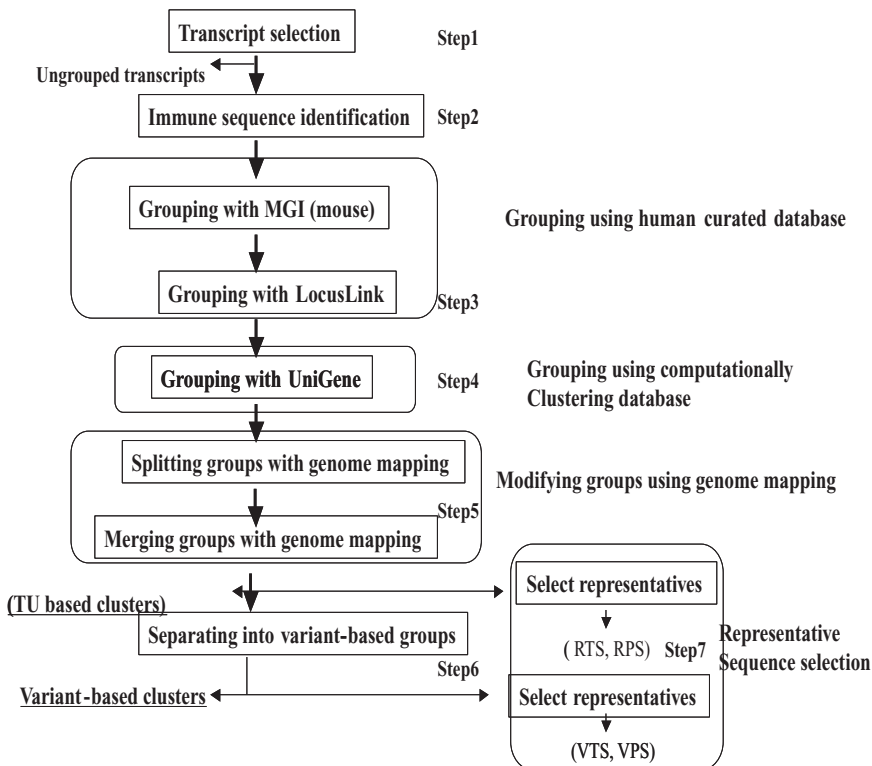 Transcript selection
Step1
Ungrouped transcripts
Immune sequence identification
Step2
Grouping with MGI (mouse)
Grouping using human curated database
Grouping with LocusLink
Step3
Grouping with UniGene
Step4
Grouping using computationally
Clustering database
Splitting groups with genome mapping
Modifying groups using genome mapping
Step5
Merging groups with genome mapping
Select representatives
(TU based clusters)
Separating into variant-based groups
( RTS, RPS)
Step7
Representative
Sequence selection
Step6
Variant-based clusters
Select representatives
(VTS, VPS)